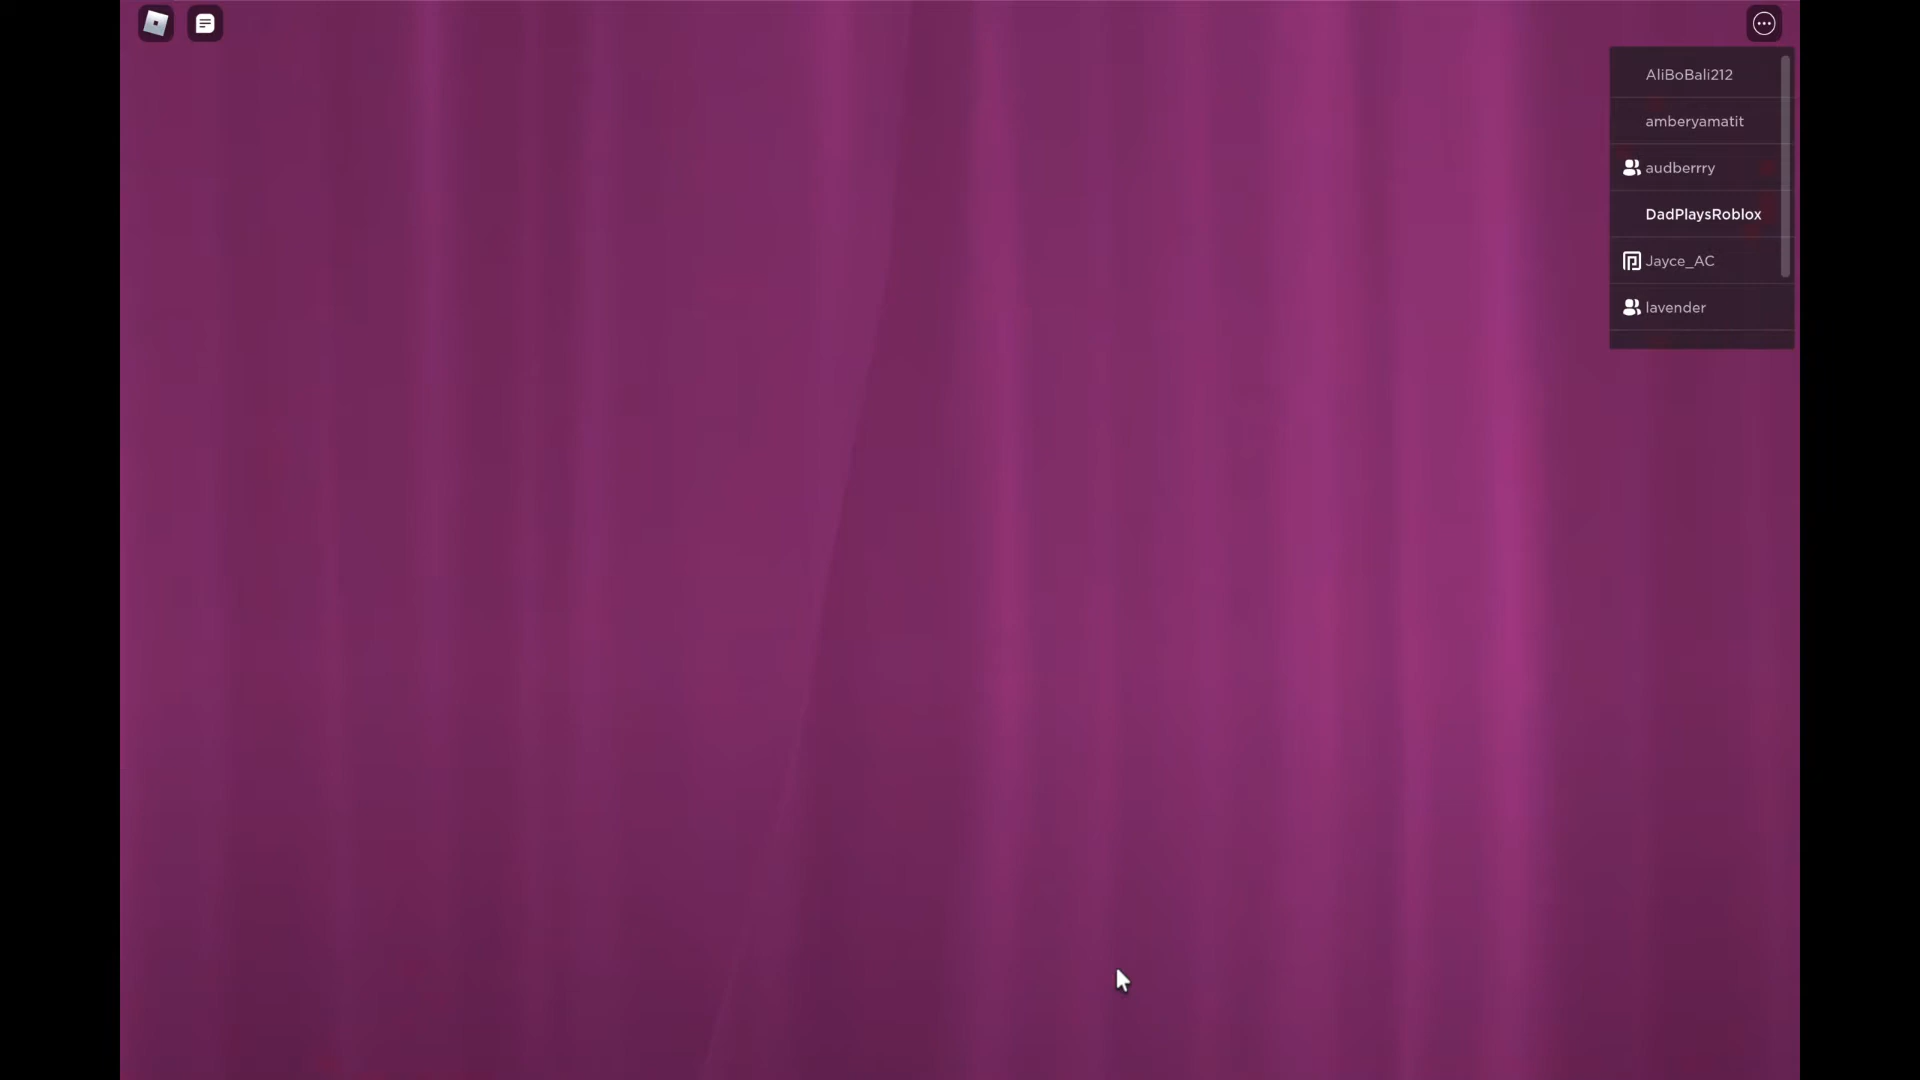 AliBoBali212
amberyamatit
audberrry
DadPlaysRoblox
Jayce_AC
lavender